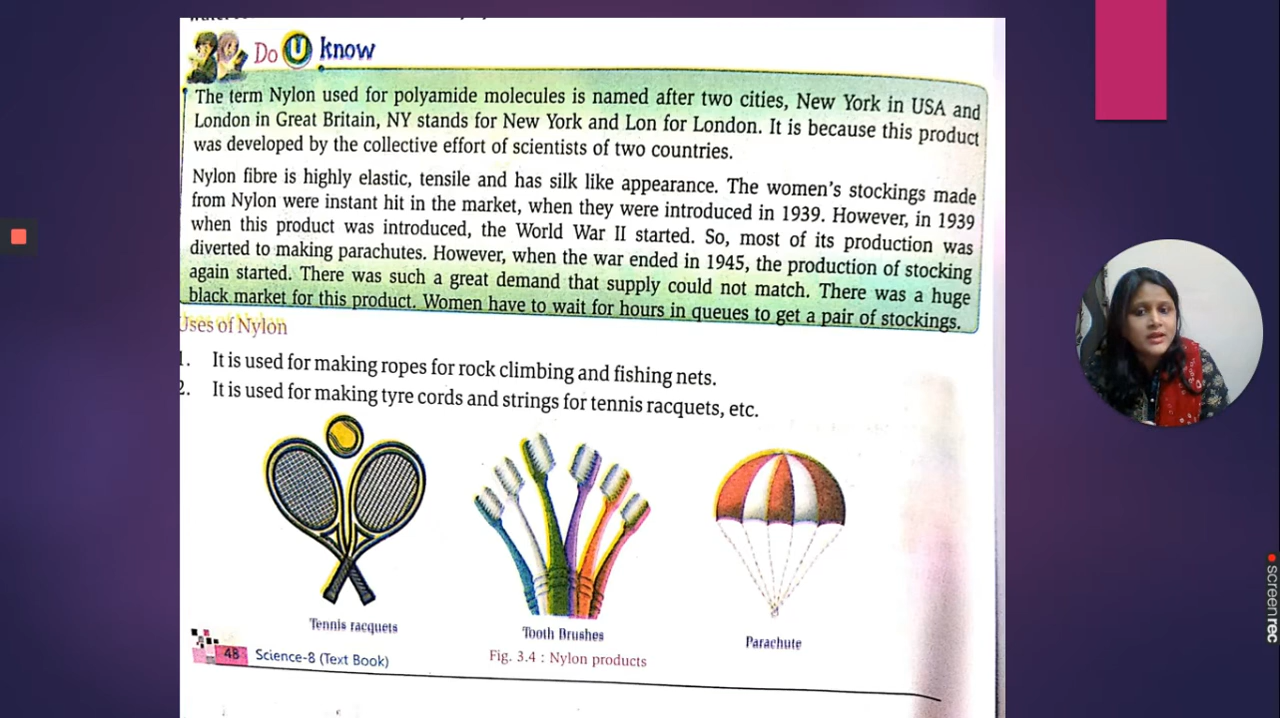 Do U know
The term Nylon used for polyamide molecules is named after two cities, New York in USA and
London in Great Britain, NY stands for New York and Lon for London. It is because this product
was developed by the collective effort of scientists of two countries.
Nylon fibre is highly elastic, tensile and has silk like appearance. The women's stockings made
from Nylon were instant hit in the market, when they were introduced in 1939. However, in 1939
when this product was introduced, the World War II started. So, most of its production was
diverted to making parachutes. However, when the war ended in 1945, the production of stocking
again started. There was such a great demand that supply could not match. There was a huge
black market for this product. Women have to wait for hours in queues to get a pair of stockings.
Uses of Nylon
1. It is used for making ropes for rock climbing and fishing nets.
2. It is used for making tyre cords and strings for tennis racquets, etc.
Tennis racquets
Tooth Brushes
Parachute
Fig. 3.4 : Nylon products
48 Science-8 (Text Book)
screenrec